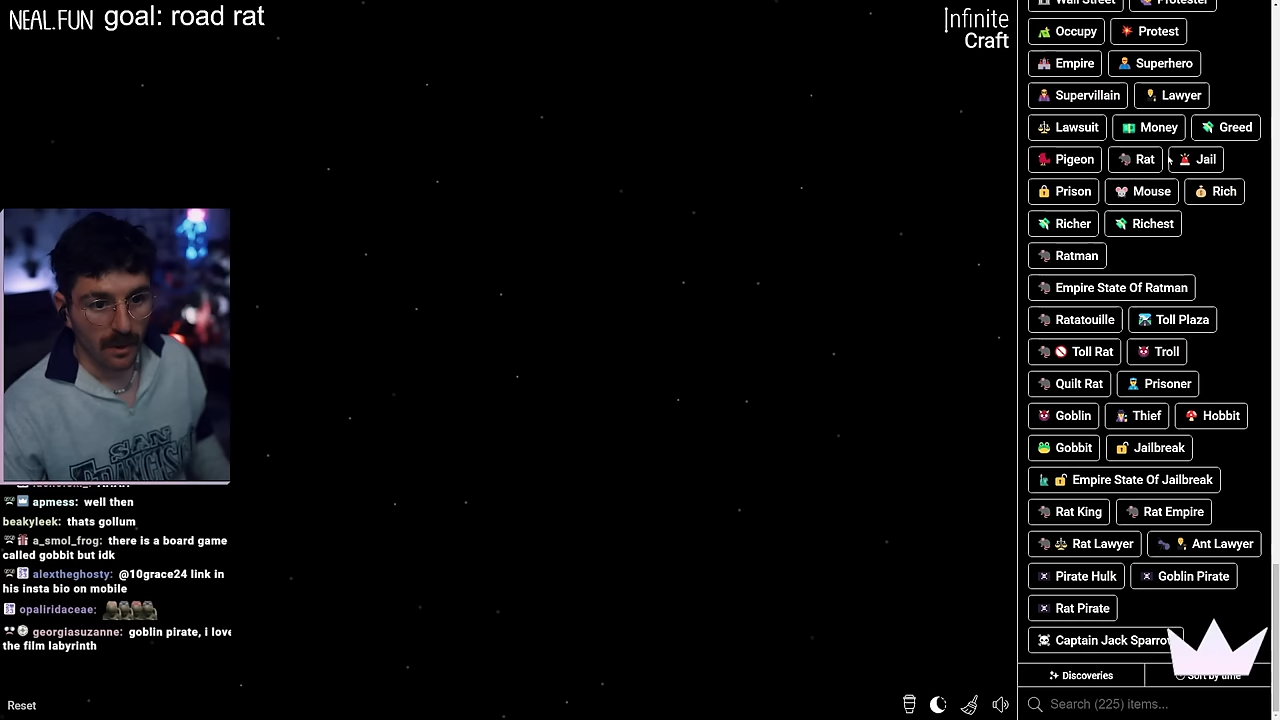 NEAL.FUN goal: road rat
Infinite
Craft
Wall Street Protester
Occupy Protest
Empire Superhero
Supervillain Lawyer
Lawsuit Money Greed
Pigeon Rat Jail
Prison Mouse Rich
Richer Richest
Ratman
Empire State Of Ratman
Ratatouille Toll Plaza
Toll Rat Troll
Quilt Rat Prisoner
Goblin Thief Hobbit
Gobbit Jailbreak
Empire State Of Jailbreak
Rat King Rat Empire
Rat Lawyer Ant Lawyer
Pirate Hulk Goblin Pirate
Rat Pirate
Captain Jack Sparro
Discoveries Sort by time
Search (225) items...
SAN
FRANCIS
apmess: well then
beakyleek: thats gollum
a_smol_frog: there is a board game
called gobbit but idk
alextheghosty: @10grace24 link in
his insta bio on mobile
opaliridaceae:
georgiasuzanne: goblin pirate, i love
the film labyrinth
Reset